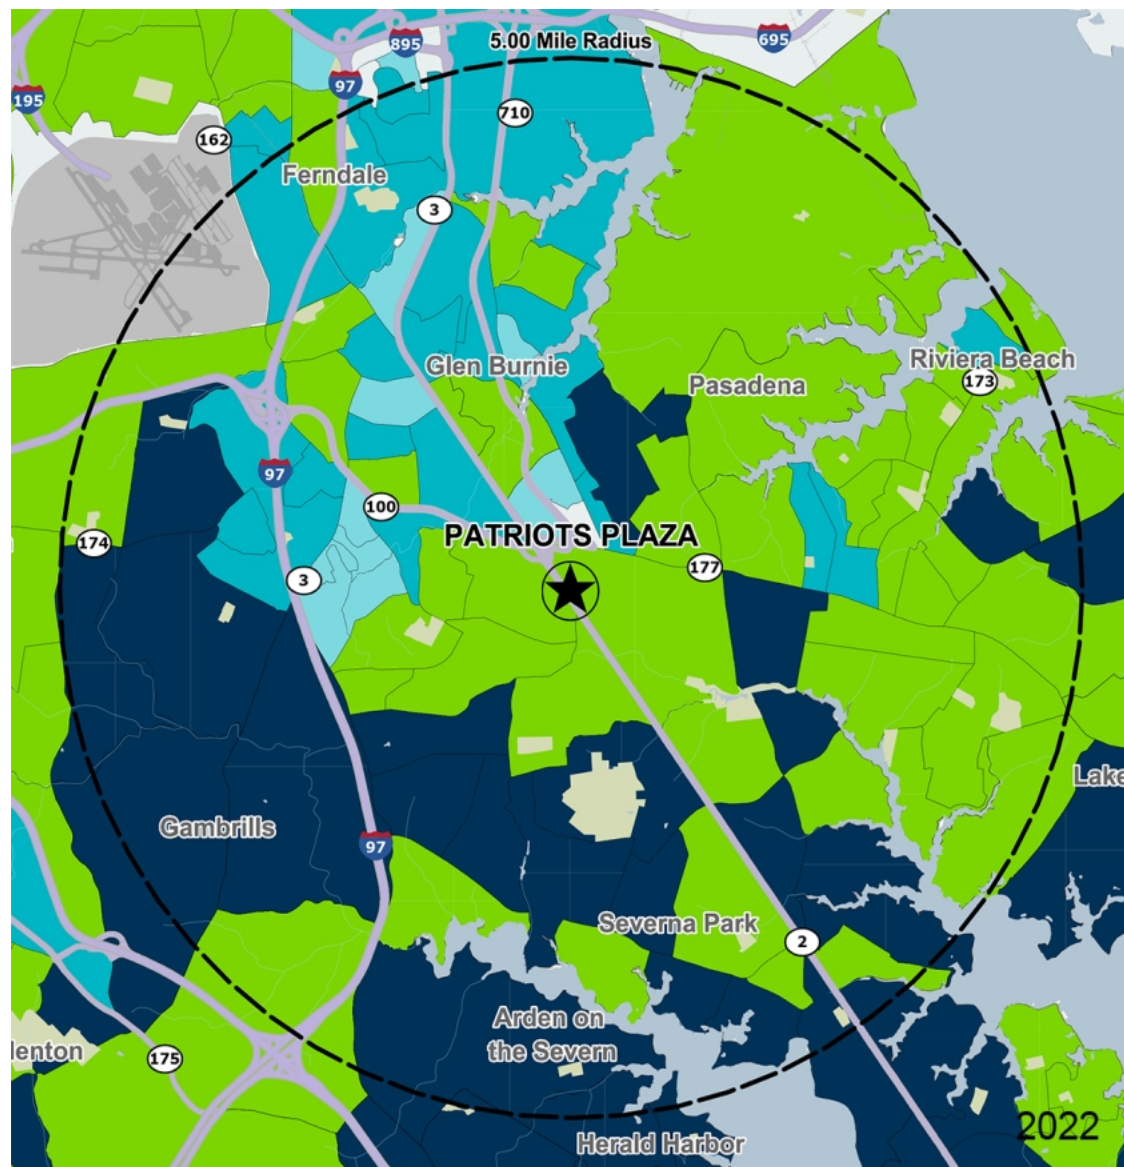 5.00 Mile Radius
895
695
97
195
710
162
Ferndale
3
Glen Burnie
Riviera Beach
Pasadena
173
97
100
PATRIOTS PLAZA
174
177
3
Lake
Gambrills
97
Severna Park
2
Arden on
the Severn
lenton
175
2022
Herald Harbor